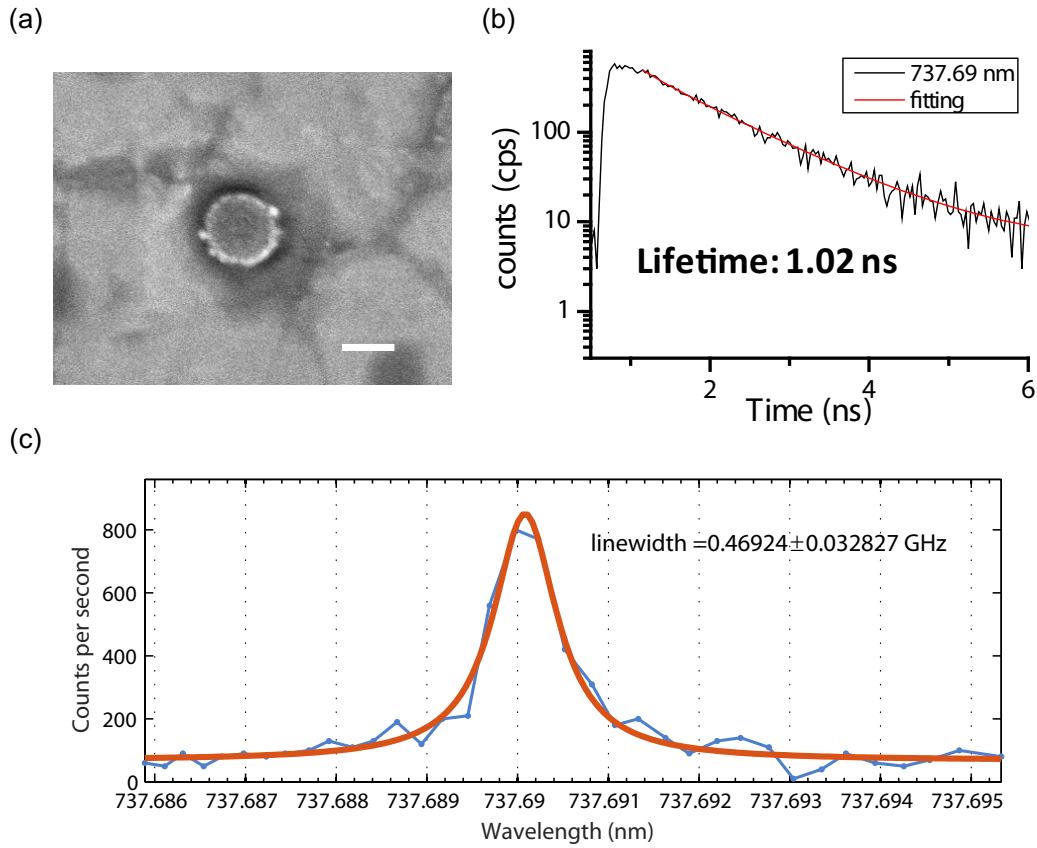 (a)
(b)
737.69 nm
fitting
100
10
1
counts (cps)
Lifetime: 1.02 ns
2
4
6
Time (ns)
(c)
800
600
400
200
0
Counts per second
linewidth =0.46924±0.032827 GHz
737.686
737.687
737.688
737.689
737.69
737.691
737.692
737.693
737.694
737.695
Wavelength (nm)